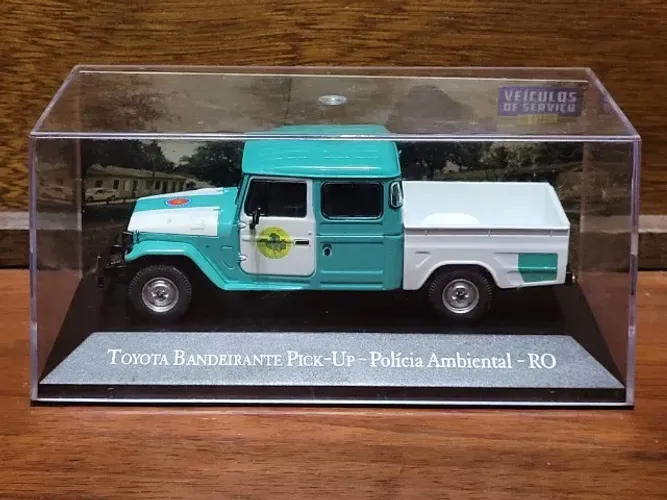 VEÍCULOS
DE SERVIÇO
TOYOTA BANDEIRANTE PICK-UP - Polícia Ambiental - RO